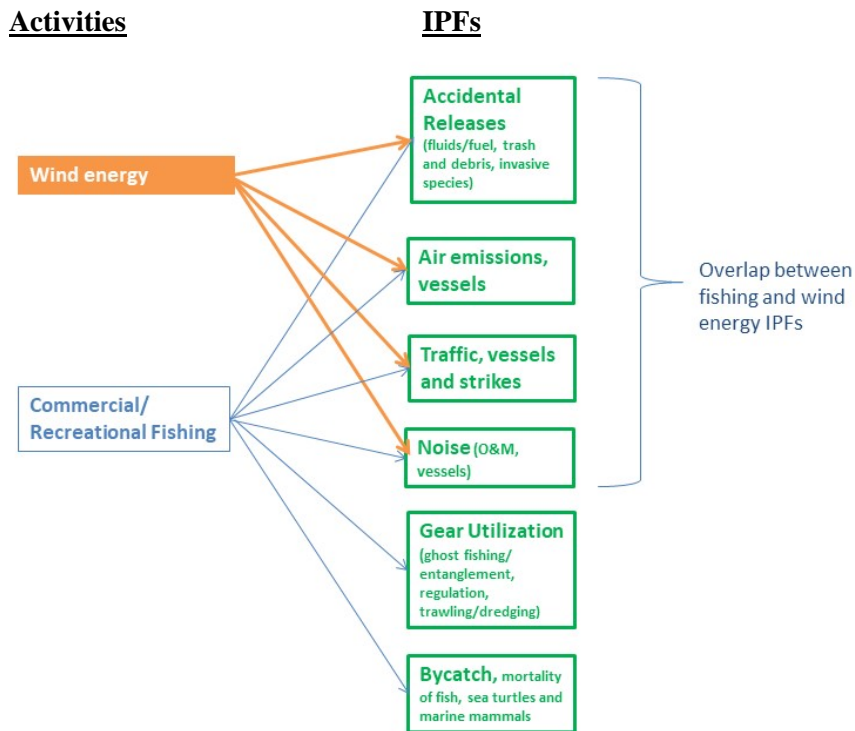 Activities
IPFs
Accidental
Releases
(fluids/fuel, trash
and debris, invasive
species)
Wind energy
Air emissions,
vessels
Overlap between
fishing and wind
energy IPFs
Traffic, vessels
and strikes
Commercial/
Recreational Fishing
Noise (O&M,
vessels)
Gear Utilization
(ghost fishing/
entanglement,
regulation,
trawling/dredging)
Bycatch, mortality
of fish, sea turtles and
marine mammals